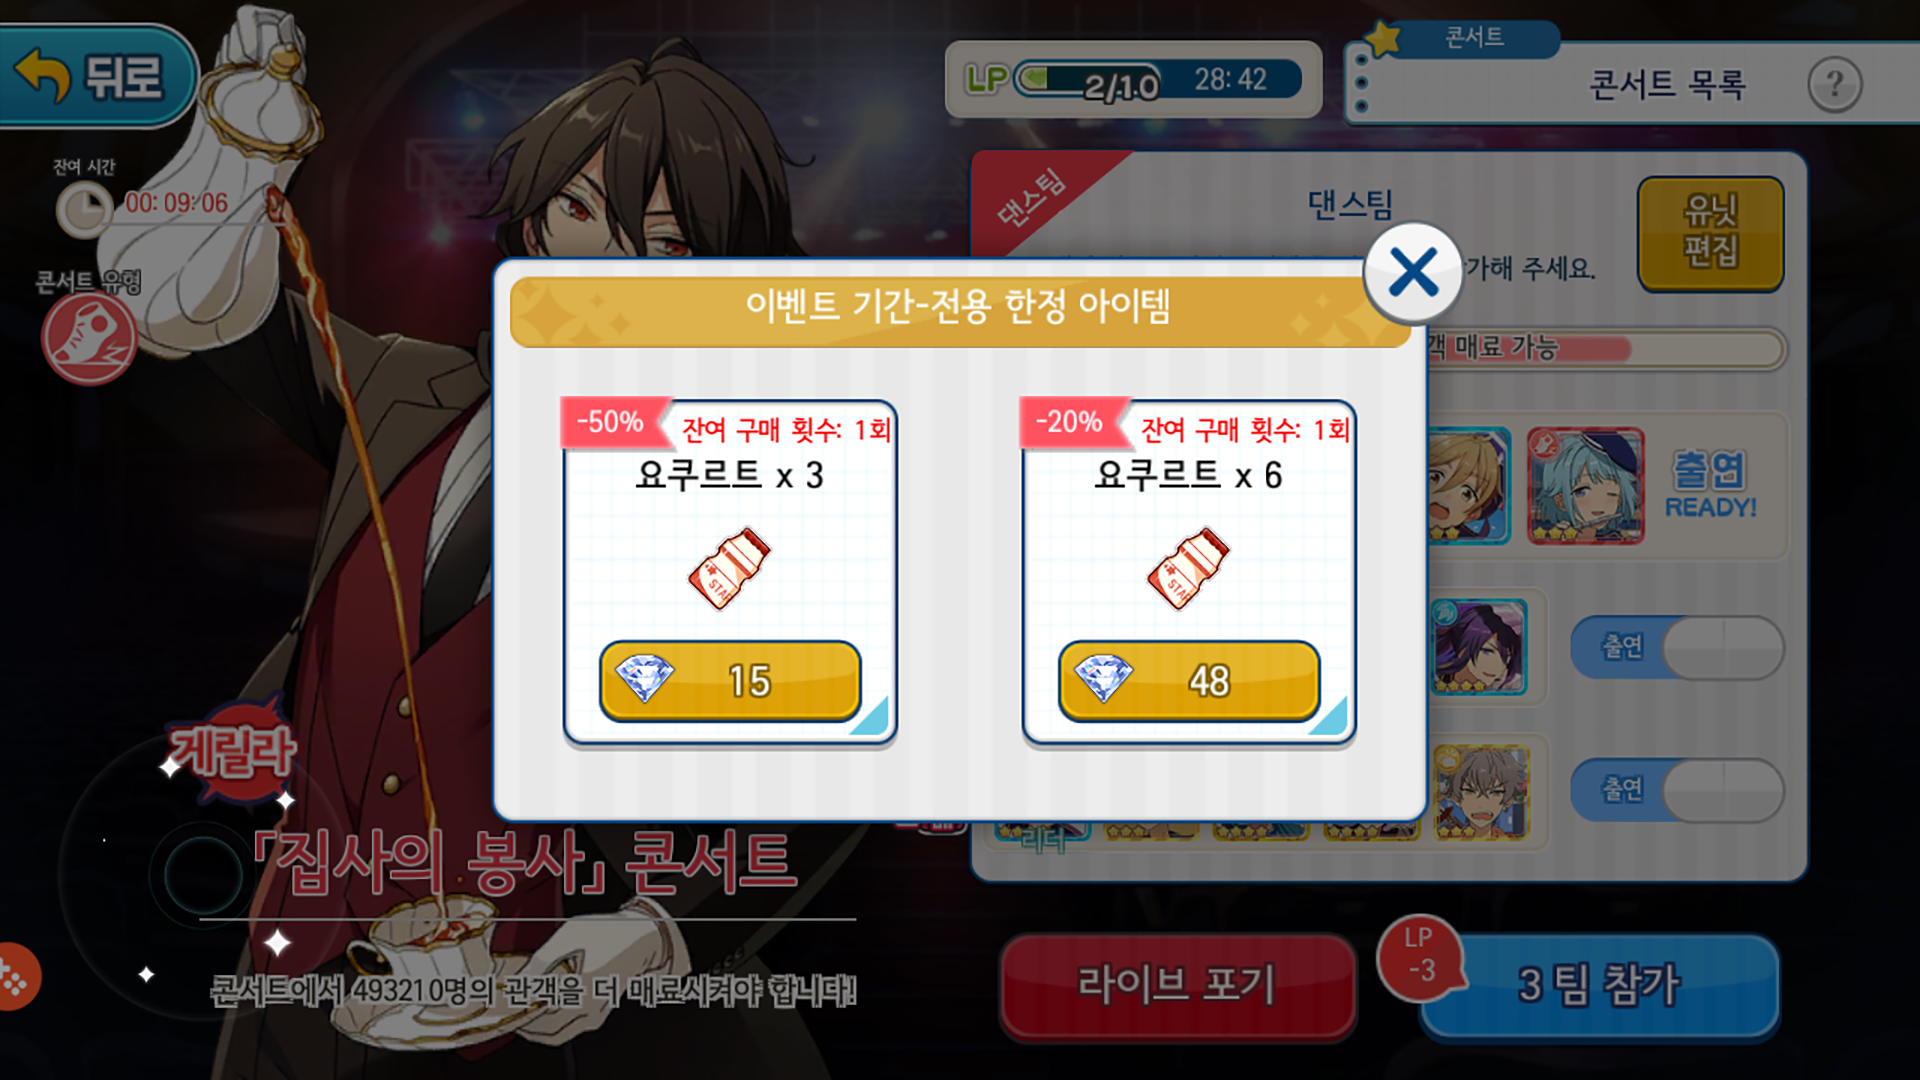 뒤로
LP 2/10 28:42
콘서트
콘서트 목록
?
잔여 시간
00:09:06
콘서트 유형
댄스팀
댄스팀
유닛
편집
가해 주세요.
객 매료 가능
이벤트 기간-전용 한정 아이템
-50%
잔여 구매 횟수: 1회
요쿠르트 x 3
15
-20%
잔여 구매 횟수: 1회
요쿠르트 x 6
48
출연
READY!
출연
출연
리더
게릴라
「집사의 봉사」 콘서트
콘서트에서 493210명의 관객을 더 매료시켜야 합니다!
라이브 포기
LP
-3
3 팀 참가